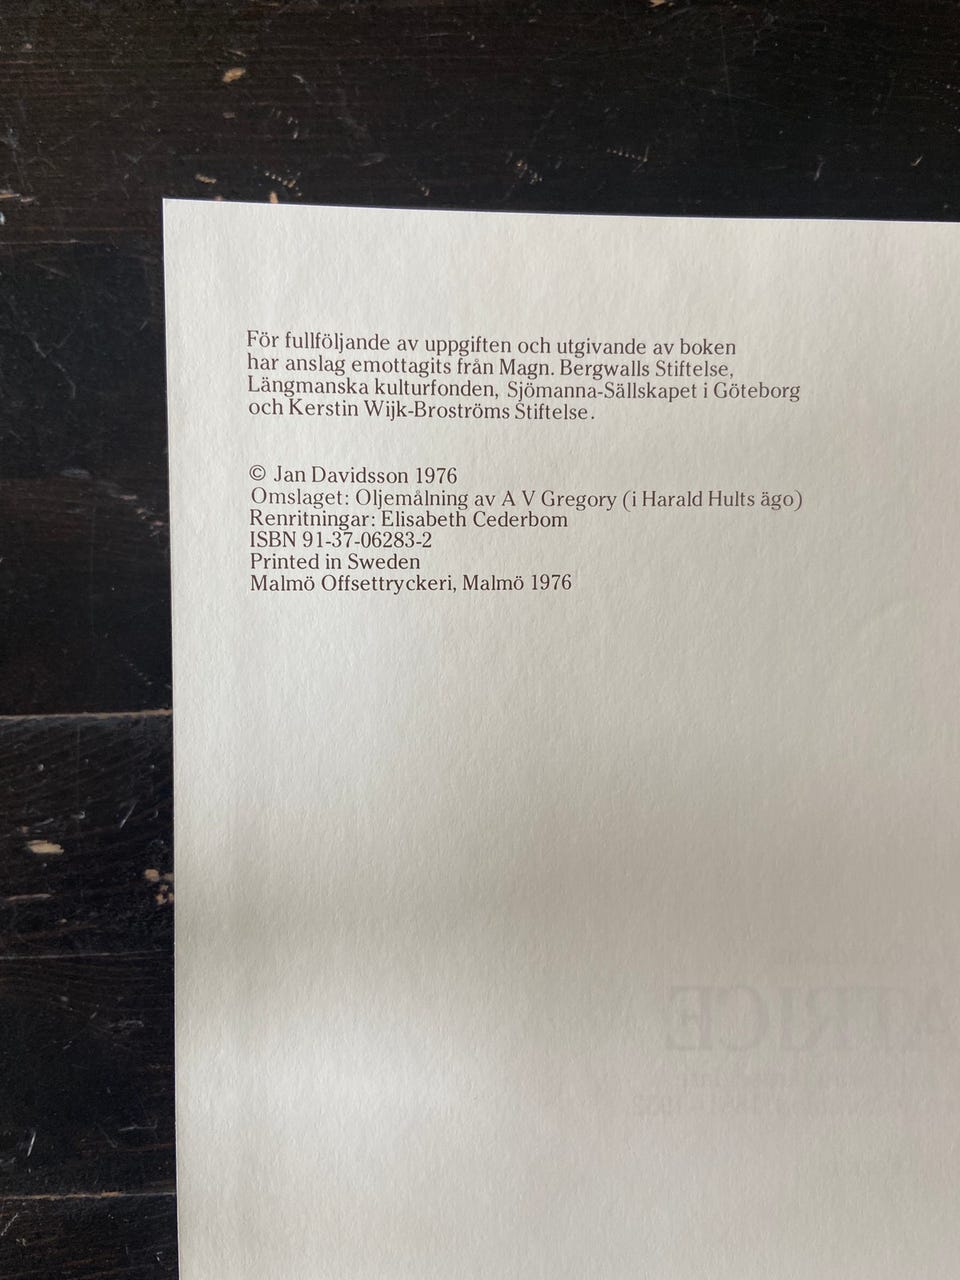 För fullföljande av uppgiften och utgivande av boken
har anslag emottagits från Magn. Bergwalls Stiftelse,
Längmanska kulturfonden, Sjömanna-Sällskapet i Göteborg
och Kerstin Wijk-Broströms Stiftelse.
© Jan Davidsson 1976
Omslaget: Oljemålning av A V Gregory (i Harald Hults ägo)
Renritningar: Elisabeth Cederbom
ISBN 91-37-06283-2
Printed in Sweden
Malmö Offsettryckeri, Malmö 1976
ATRICE